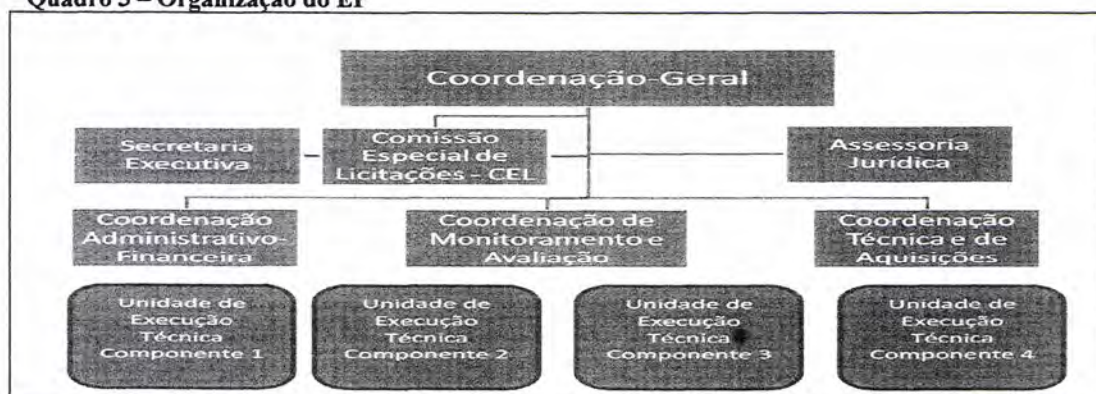 Quadro 3 – Organização do EP
Coordenação-Geral
Secretaria
Executiva
Comissão
Especial de
Licitações - CEL
Assessoria
Jurídica
Coordenação
Administrativo-
Financeira
Coordenação de
Monitoramento e
Avaliação
Coordenação
Técnica e de
Aquisições
Unidade de
Execução
Técnica
Componente 1
Unidade de
Execução
Técnica
Componente 2
Unidade de
Execução
Técnica
Componente 3
Unidade de
Execução
Técnica
Componente 4